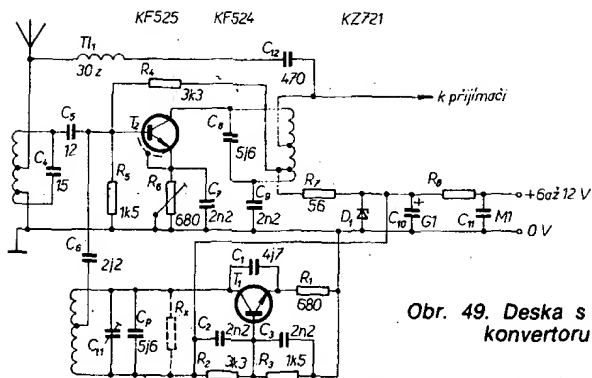 KF525 KF524 KZ721
Tl₁
30 z
C₁₂
470
R₄
3k3
k přijímači
C₅
12
T₂
C₈
5j6
C₄
15
R₅
1k5
R₆
680
C₇
2n2
C₉
2n2
R₇
56
D₁
C₁₀
+
G1
R₈
C₁₁
M1
+6až 12 V
0 V
C₆
2j2
C₁
4j7
T₁
R₁
680
C₁₁
Cₚ
5j6
Rₓ
C₂
2n2
C₃
2n2
R₂
3k3
R₃
1k5
Obr. 49. Deska s
konvertoru